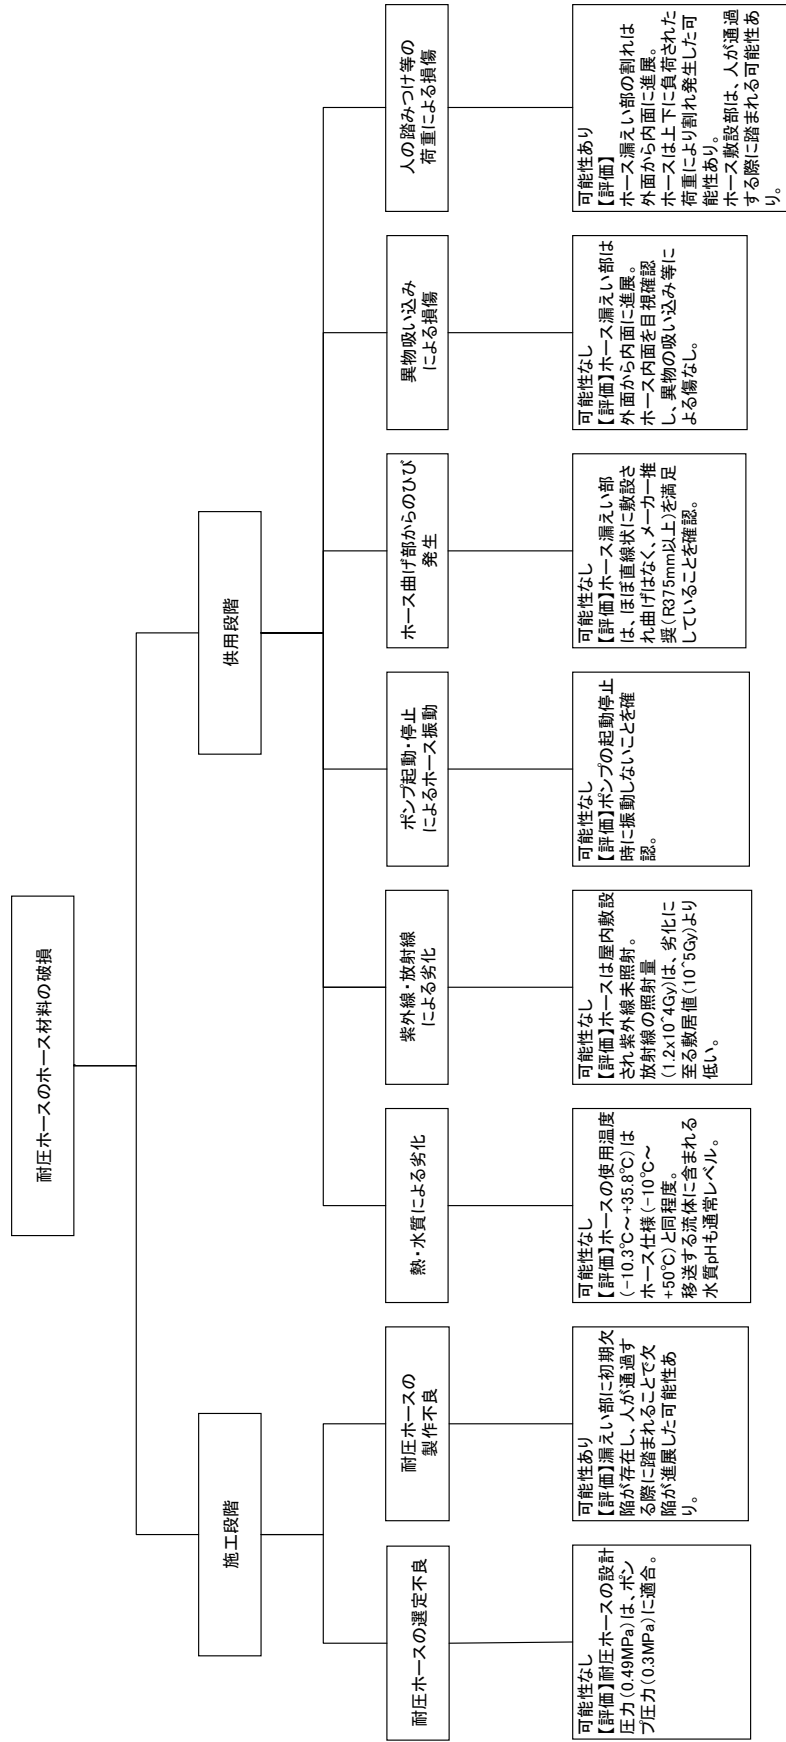 耐圧ホースのホース材料の破損
施工段階
供用段階
耐圧ホースの選定不良
耐圧ホースの
製作不良
熱・水質による劣化
紫外線・放射線
による劣化
ポンプ起動・停止
によるホース振動
ホース曲げ部からのひび
発生
異物吸い込み
による損傷
人の踏みつけ等の
荷重による損傷
可能性なし
【評価】耐圧ホースの設計
圧力(0.49MPa)は、ポン
プ圧力(0.3MPa)に適合。
可能性あり
【評価】漏えい部に初期欠
陥が存在し、人が通過す
る際に踏まれることで欠
陥が進展した可能性あ
り。
可能性なし
【評価】ホースの使用温度
(-10.3℃~+35.8℃)は
ホース仕様(-10℃~
+50℃)と同程度。
移送する流体に含まれる
水質pHも通常レベル。
可能性なし
【評価】ホースは屋内敷設
され紫外線未照射。
放射線の照射量
(1.2x10^4Gy)は、劣化に
至る敷居値(10^5Gy)より
低い。
可能性なし
【評価】ポンプの起動停止
時に振動しないことを確
認。
可能性なし
【評価】ホース漏えい部
は、ほぼ直線状に敷設さ
れ曲げはなく、メーカー推
奨(R375mm以上)を満足
していることを確認。
可能性なし
【評価】ホース漏えい部は
外面から内面に進展。
ホース内面を目視確認
し、異物の吸い込み等に
よる傷なし。
可能性あり
【評価】
ホース漏えい部の割れは
外面から内面に進展。
ホースは上下に負荷された
荷重により割れ発生した可
能性あり。
ホース敷設部は、人が通過
する際に踏まれる可能性あ
り。